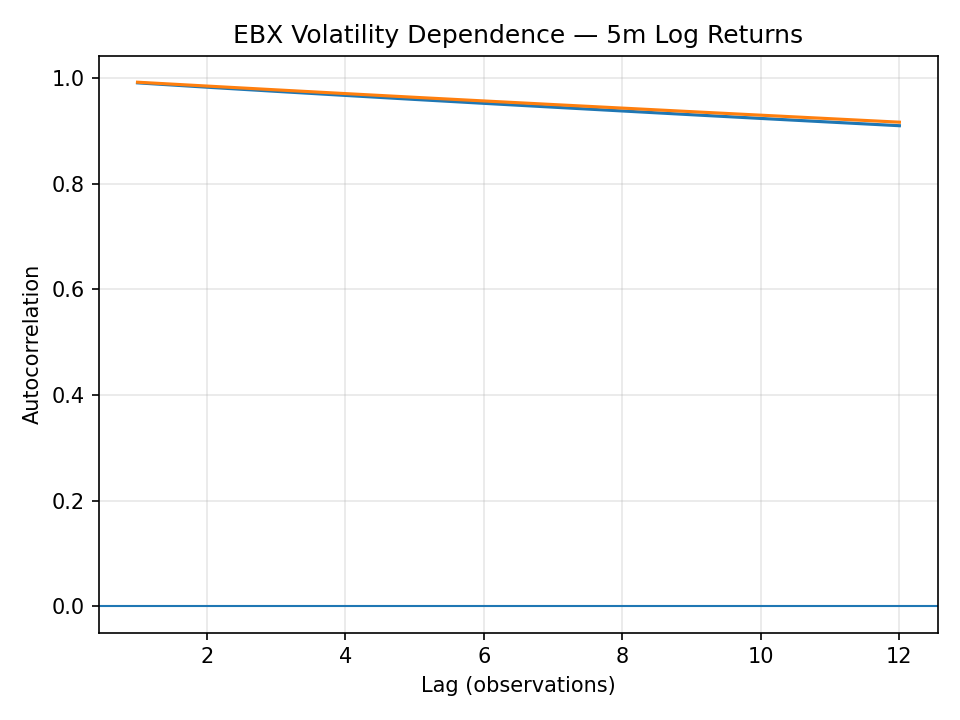 EBX Volatility Dependence — 5m Log Returns
1.0
0.8
0.6
0.4
0.2
0.0
Autocorrelation
2 4 6 8 10 12
Lag (observations)